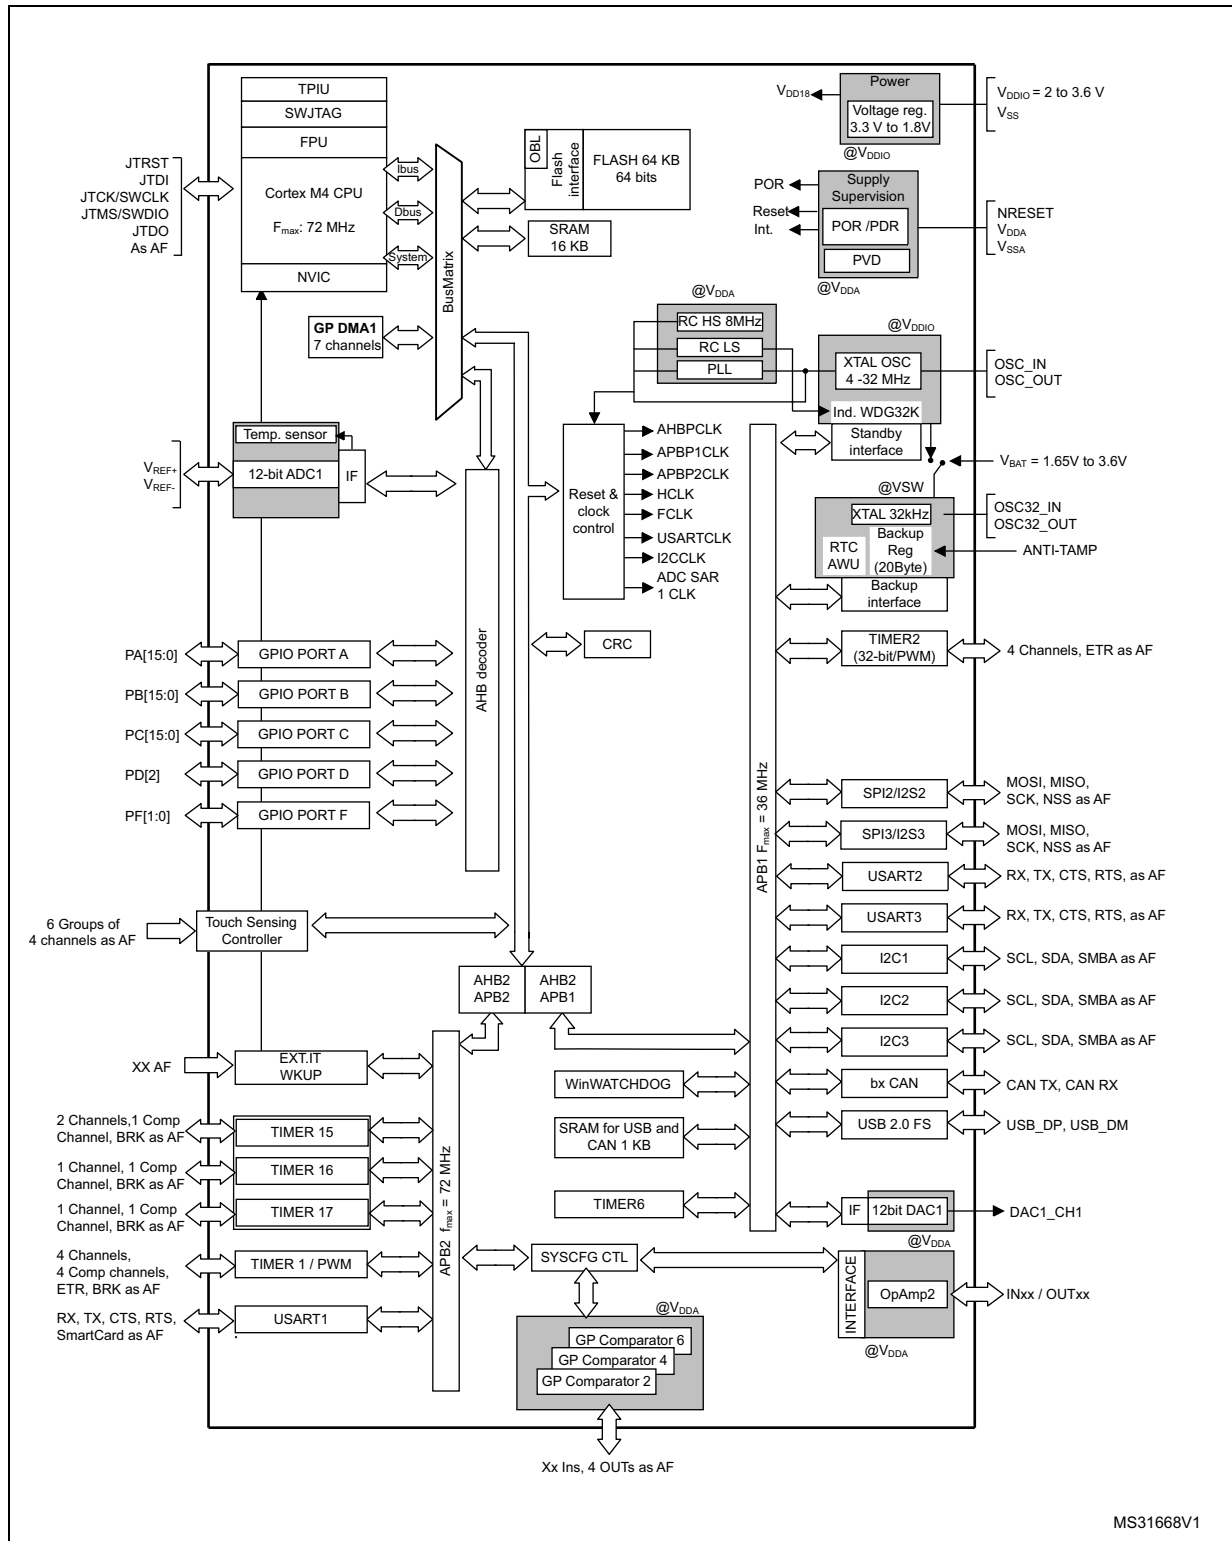 TPIU
SWJTAG
FPU
Cortex M4 CPU
Fmax: 72 MHz
NVIC
JTRST
JTDI
JTCK/SWCLK
JTMS/SWDIO
JTDO
As AF
Ibus
Dbus
System
BusMatrix
OBL
Flash
interface
FLASH 64 KB
64 bits
SRAM
16 KB
GP DMA1
7 channels
VDD18
Power
Voltage reg.
3.3 V to 1.8V
@VDDIO
VDDIO = 2 to 3.6 V
VSS
POR
Reset
Int.
Supply
Supervision
POR /PDR
PVD
@VDDA
NRESET
VDDA
VSSA
@VDDA
RC HS 8MHz
RC LS
PLL
@VDDIO
XTAL OSC
4 -32 MHz
Ind. WDG32K
Standby
interface
OSC_IN
OSC_OUT
VBAT = 1.65V to 3.6V
@VSW
XTAL 32kHz
RTC
AWU
Backup
Reg
(20Byte)
Backup
interface
OSC32_IN
OSC32_OUT
ANTI-TAMP
Reset &
clock
control
AHBPCLK
APBP1CLK
APBP2CLK
HCLK
FCLK
USARTCLK
I2CCLK
ADC SAR
1 CLK
VREF+
VREF-
Temp. sensor
12-bit ADC1
IF
AHB decoder
CRC
PA[15:0]
GPIO PORT A
PB[15:0]
GPIO PORT B
PC[15:0]
GPIO PORT C
PD[2]
GPIO PORT D
PF[1:0]
GPIO PORT F
6 Groups of
4 channels as AF
Touch Sensing
Controller
AHB2
APB2
AHB2
APB1
APB1 Fmax = 36 MHz
TIMER2
(32-bit/PWM)
4 Channels, ETR as AF
SPI2/I2S2
MOSI, MISO,
SCK, NSS as AF
SPI3/I2S3
MOSI, MISO,
SCK, NSS as AF
USART2
RX, TX, CTS, RTS, as AF
USART3
RX, TX, CTS, RTS, as AF
I2C1
SCL, SDA, SMBA as AF
I2C2
SCL, SDA, SMBA as AF
I2C3
SCL, SDA, SMBA as AF
bx CAN
CAN TX, CAN RX
USB 2.0 FS
USB_DP, USB_DM
IF
12bit DAC1
@VDDA
DAC1_CH1
WinWATCHDOG
SRAM for USB and
CAN 1 KB
TIMER6
XX AF
EXT.IT
WKUP
2 Channels,1 Comp
Channel, BRK as AF
TIMER 15
1 Channel, 1 Comp
Channel, BRK as AF
TIMER 16
1 Channel, 1 Comp
Channel, BRK as AF
TIMER 17
4 Channels,
4 Comp channels,
ETR, BRK as AF
TIMER 1 / PWM
RX, TX, CTS, RTS,
SmartCard as AF
USART1
APB2 fmax = 72 MHz
SYSCFG CTL
INTERFACE
OpAmp2
@VDDA
INxx / OUTxx
@VDDA
GP Comparator 6
GP Comparator 4
GP Comparator 2
Xx Ins, 4 OUTs as AF
MS31668V1